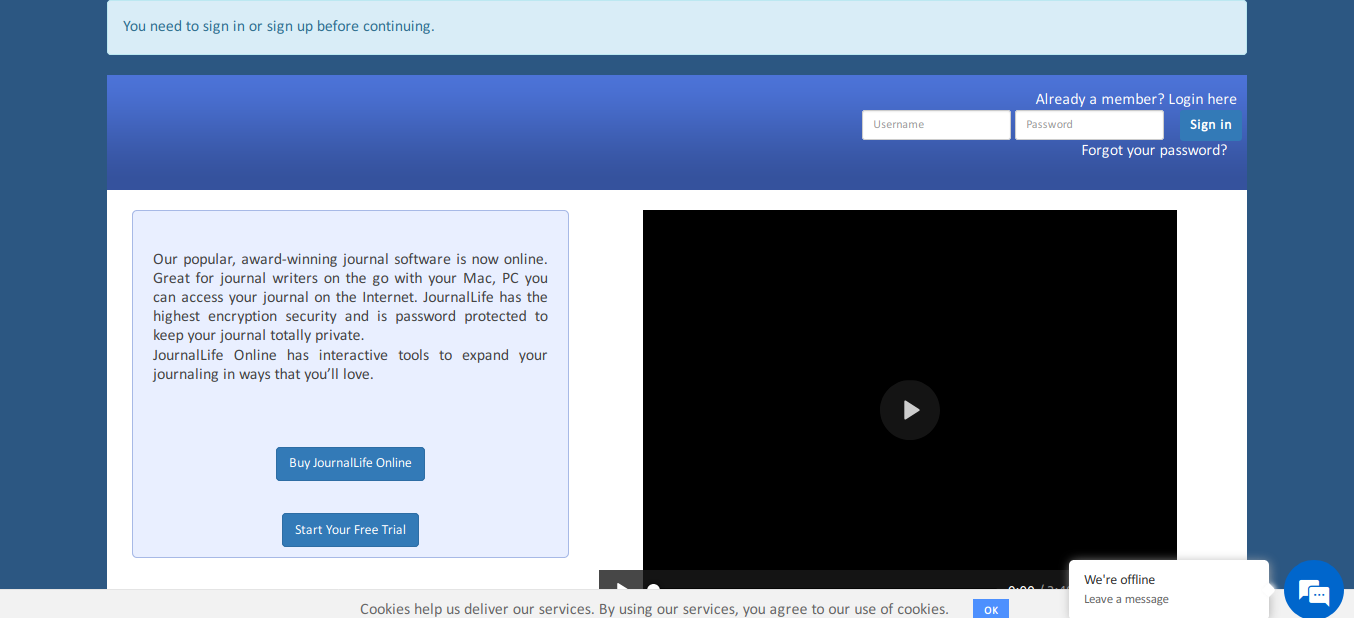 You need to sign in or sign up before continuing.
Already a member? Login here
Username
Password
Sign in
Forgot your password?
Our popular, award-winning journal software is now online.
Great for journal writers on the go with your Mac, PC you
can access your journal on the Internet. JournalLife has the
highest encryption security and is password protected to
keep your journal totally private.
JournalLife Online has interactive tools to expand your
journaling in ways that you’ll love.
Buy JournalLife Online
Start Your Free Trial
We're offline
Leave a message
Cookies help us deliver our services. By using our services, you agree to our use of cookies.
OK